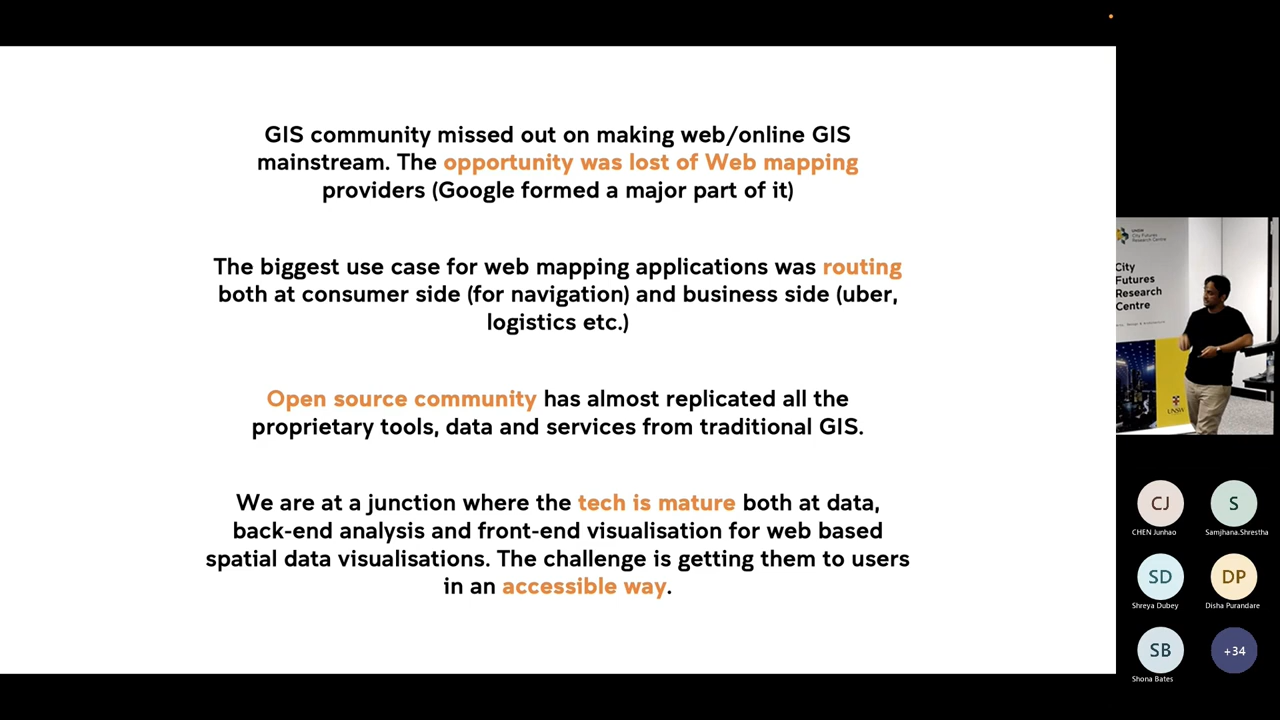 GIS community missed out on making web/online GIS
mainstream. The opportunity was lost of Web mapping
providers (Google formed a major part of it)
The biggest use case for web mapping applications was routing
both at consumer side (for navigation) and business side (uber,
logistics etc.)
Open source community has almost replicated all the
proprietary tools, data and services from traditional GIS.
We are at a junction where the tech is mature both at data,
back-end analysis and front-end visualisation for web based
spatial data visualisations. The challenge is getting them to users
in an accessible way.
UNSW
City Futures
Research Centre
City
Futures
Research
Centre
UNSW
CJ
CHEN Junhao
S
Samjhana.Shrestha
SD
Shreya Dubey
DP
Disha Purandare
SB
Shona Bates
+34